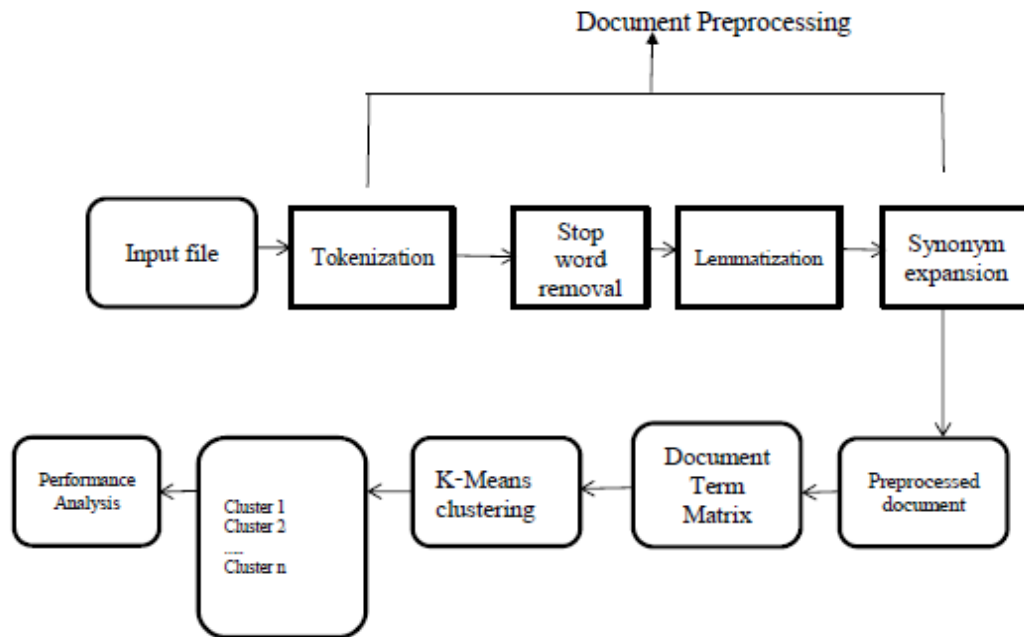 Document Preprocessing
Input file
Tokenization
Stop
word
removal
Lemmatization
Synonym
expansion
Performance
Analysis
Cluster 1
Cluster 2
.....
Cluster n
K-Means
clustering
Document
Term
Matrix
Preprocessed
document